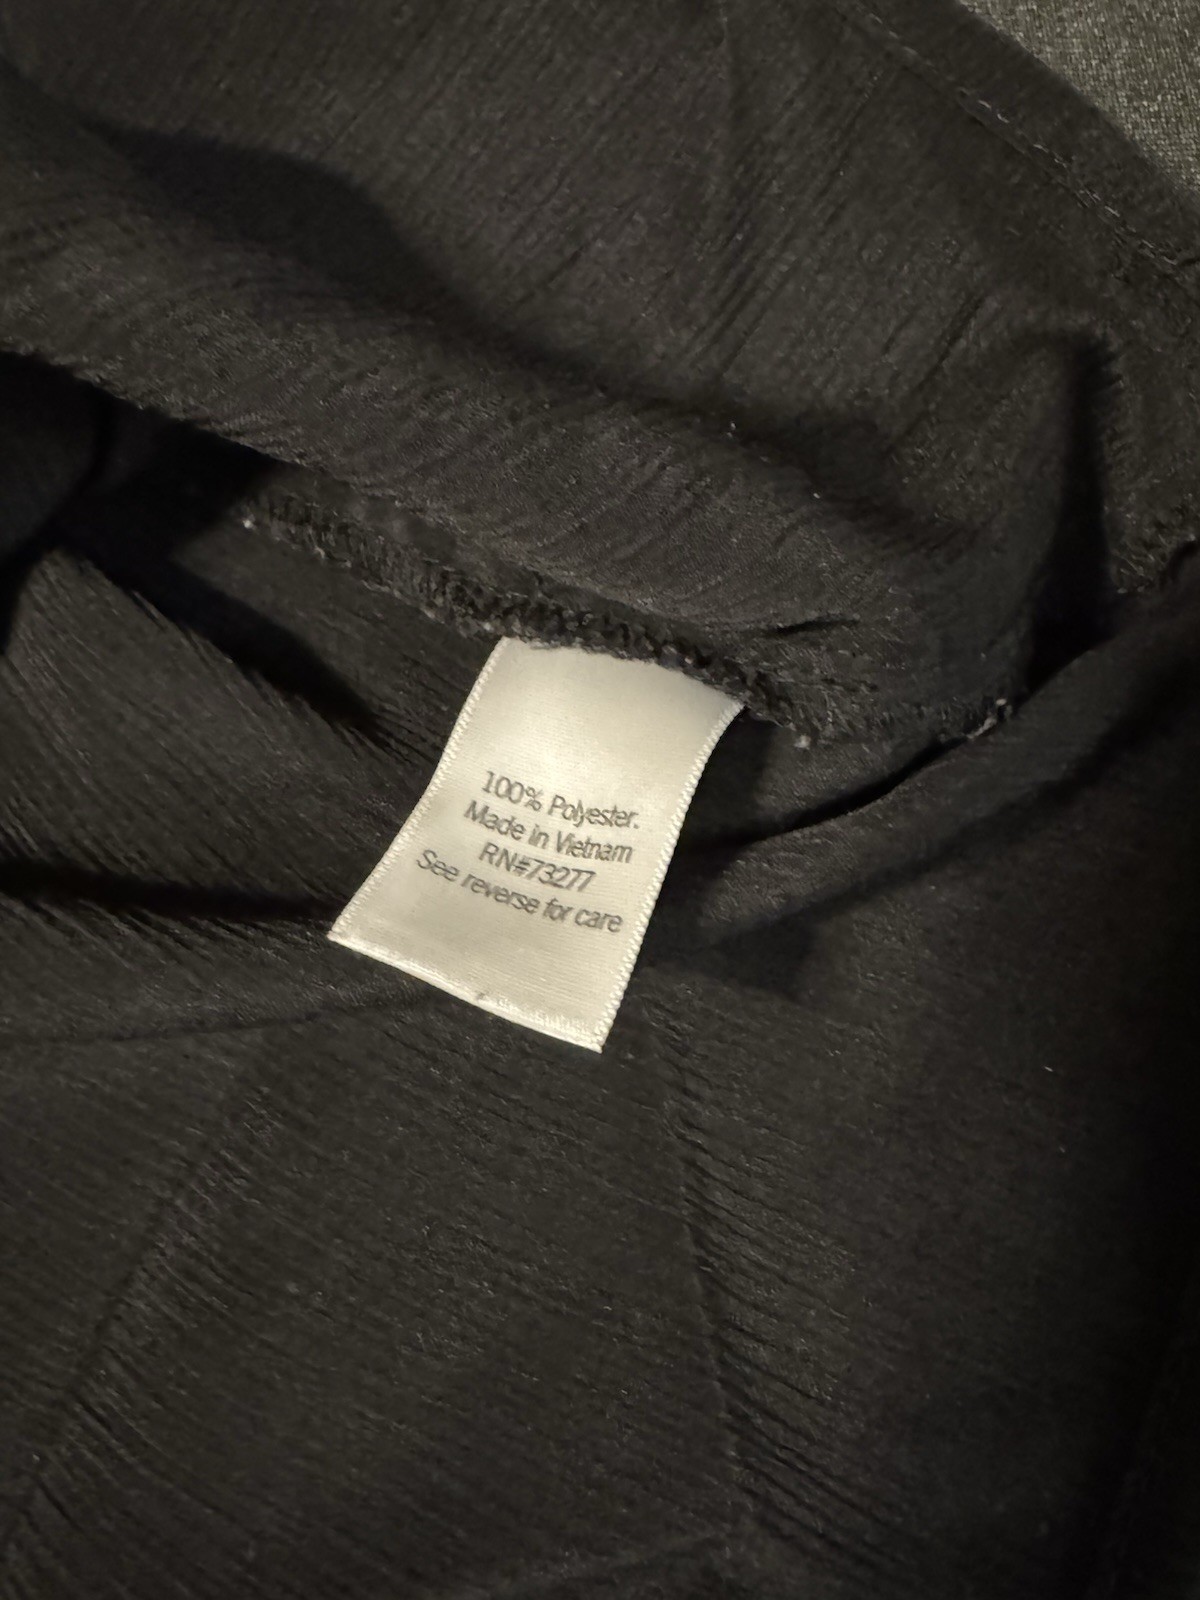 100% Polyester.
Made in Vietnam
RN#73277
See reverse for care